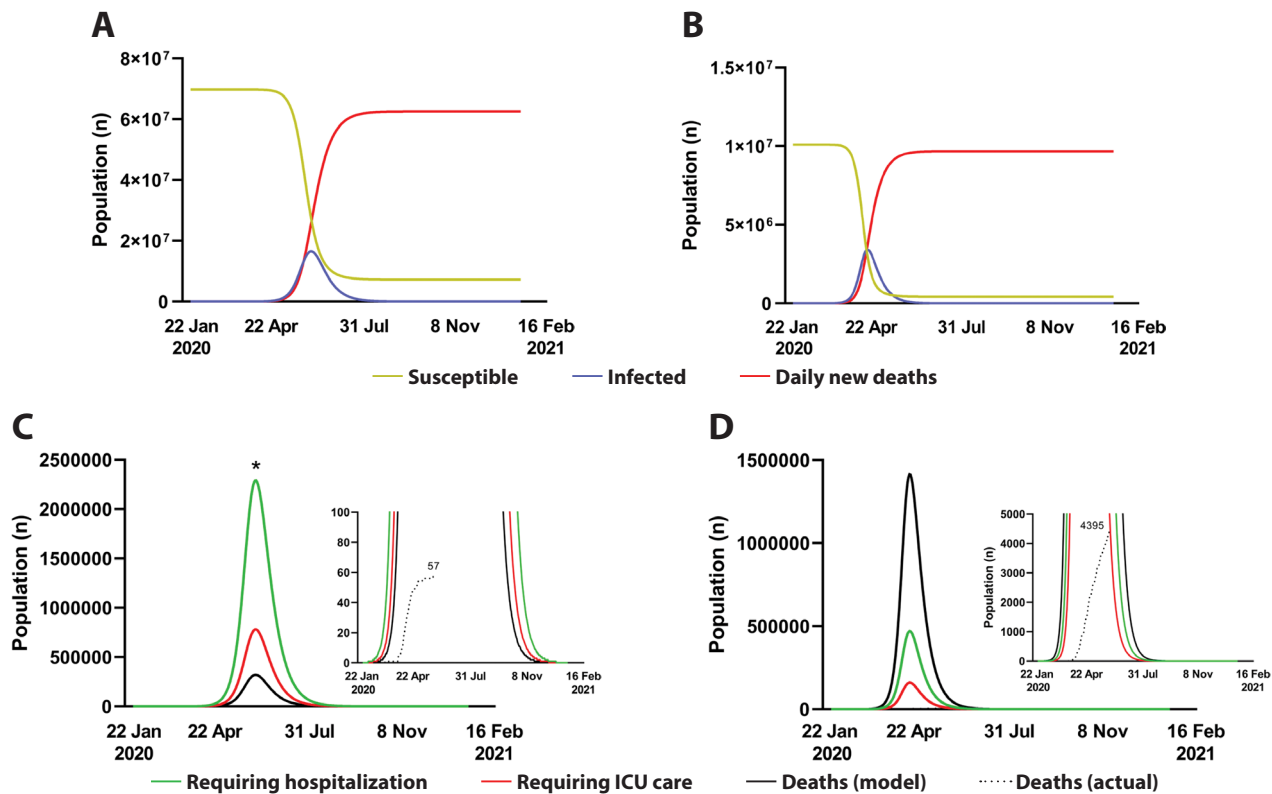 A
Population (n)
8×10⁷
6×10⁷
4×10⁷
2×10⁷
0
22 Jan 2020
22 Apr
31 Jul
8 Nov
16 Feb 2021
B
Population (n)
1.5×10⁷
1×10⁷
5×10⁶
0
22 Jan 2020
22 Apr
31 Jul
8 Nov
16 Feb 2021
Susceptible
Infected
Daily new deaths
C
Population (n)
2500000
2000000
1500000
1000000
500000
0
*
22 Jan 2020
22 Apr
31 Jul
8 Nov
16 Feb 2021
100
80
60
40
20
0
57
22 Jan 2020
22 Apr
31 Jul
8 Nov
16 Feb 2021
D
Population (n)
1500000
1000000
500000
0
22 Jan 2020
22 Apr
31 Jul
8 Nov
16 Feb 2021
Population (n)
5000
4000
3000
2000
1000
0
4395
22 Jan 2020
22 Apr
31 Jul
8 Nov
16 Feb 2021
Requiring hospitalization
Requiring ICU care
Deaths (model)
Deaths (actual)